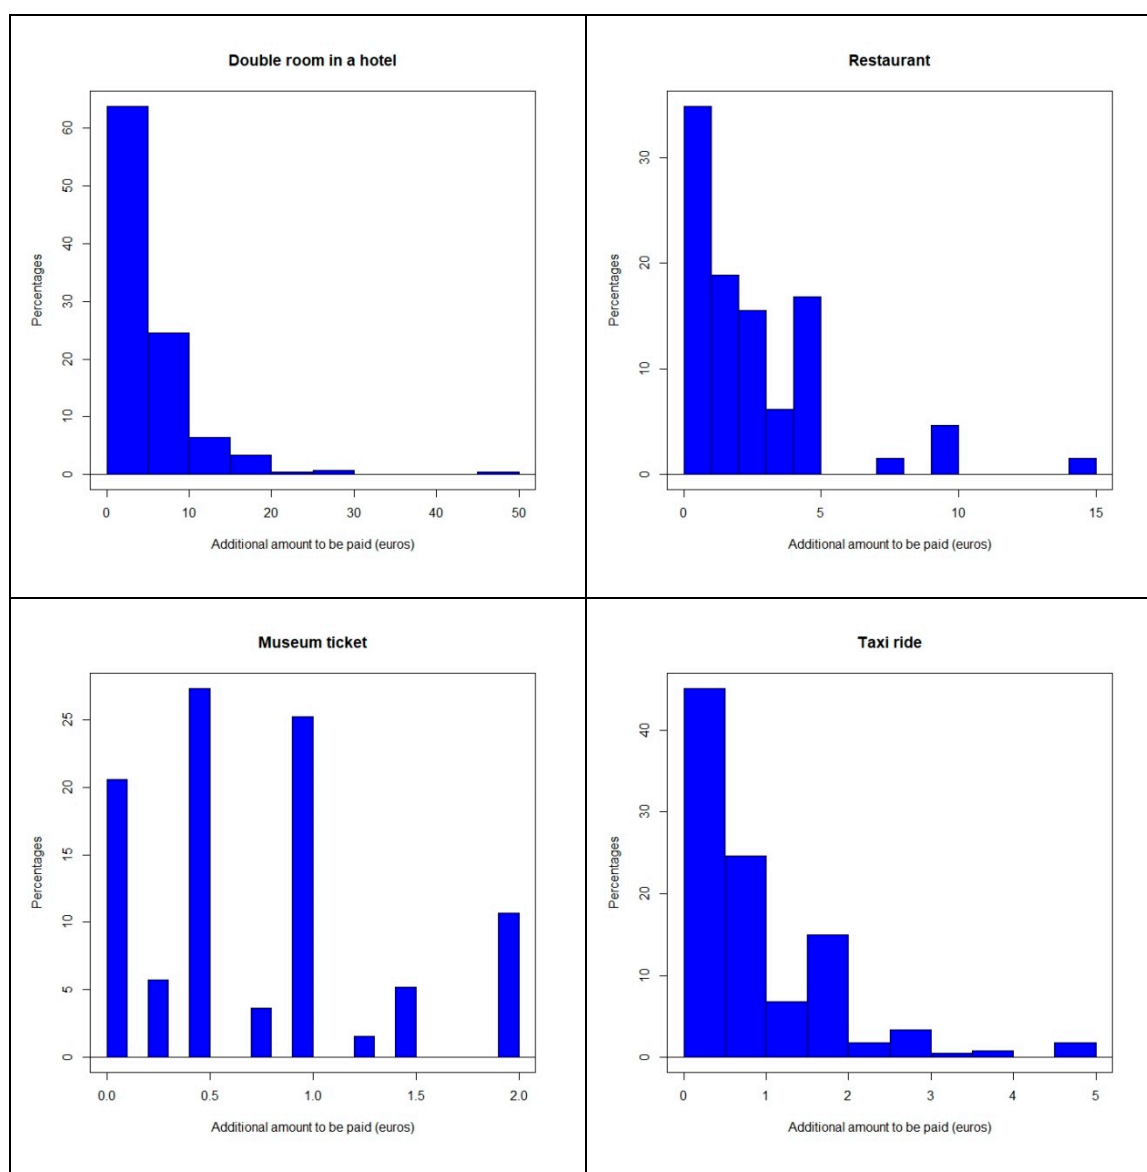 Double room in a hotel
Percentages
60
50
40
30
20
10
0
0 10 20 30 40 50
Additional amount to be paid (euros)
Restaurant
Percentages
30
20
10
0
0 5 10 15
Additional amount to be paid (euros)
Museum ticket
Percentages
25
20
15
10
5
0
0.0 0.5 1.0 1.5 2.0
Additional amount to be paid (euros)
Taxi ride
Percentages
40
30
20
10
0
0 1 2 3 4 5
Additional amount to be paid (euros)